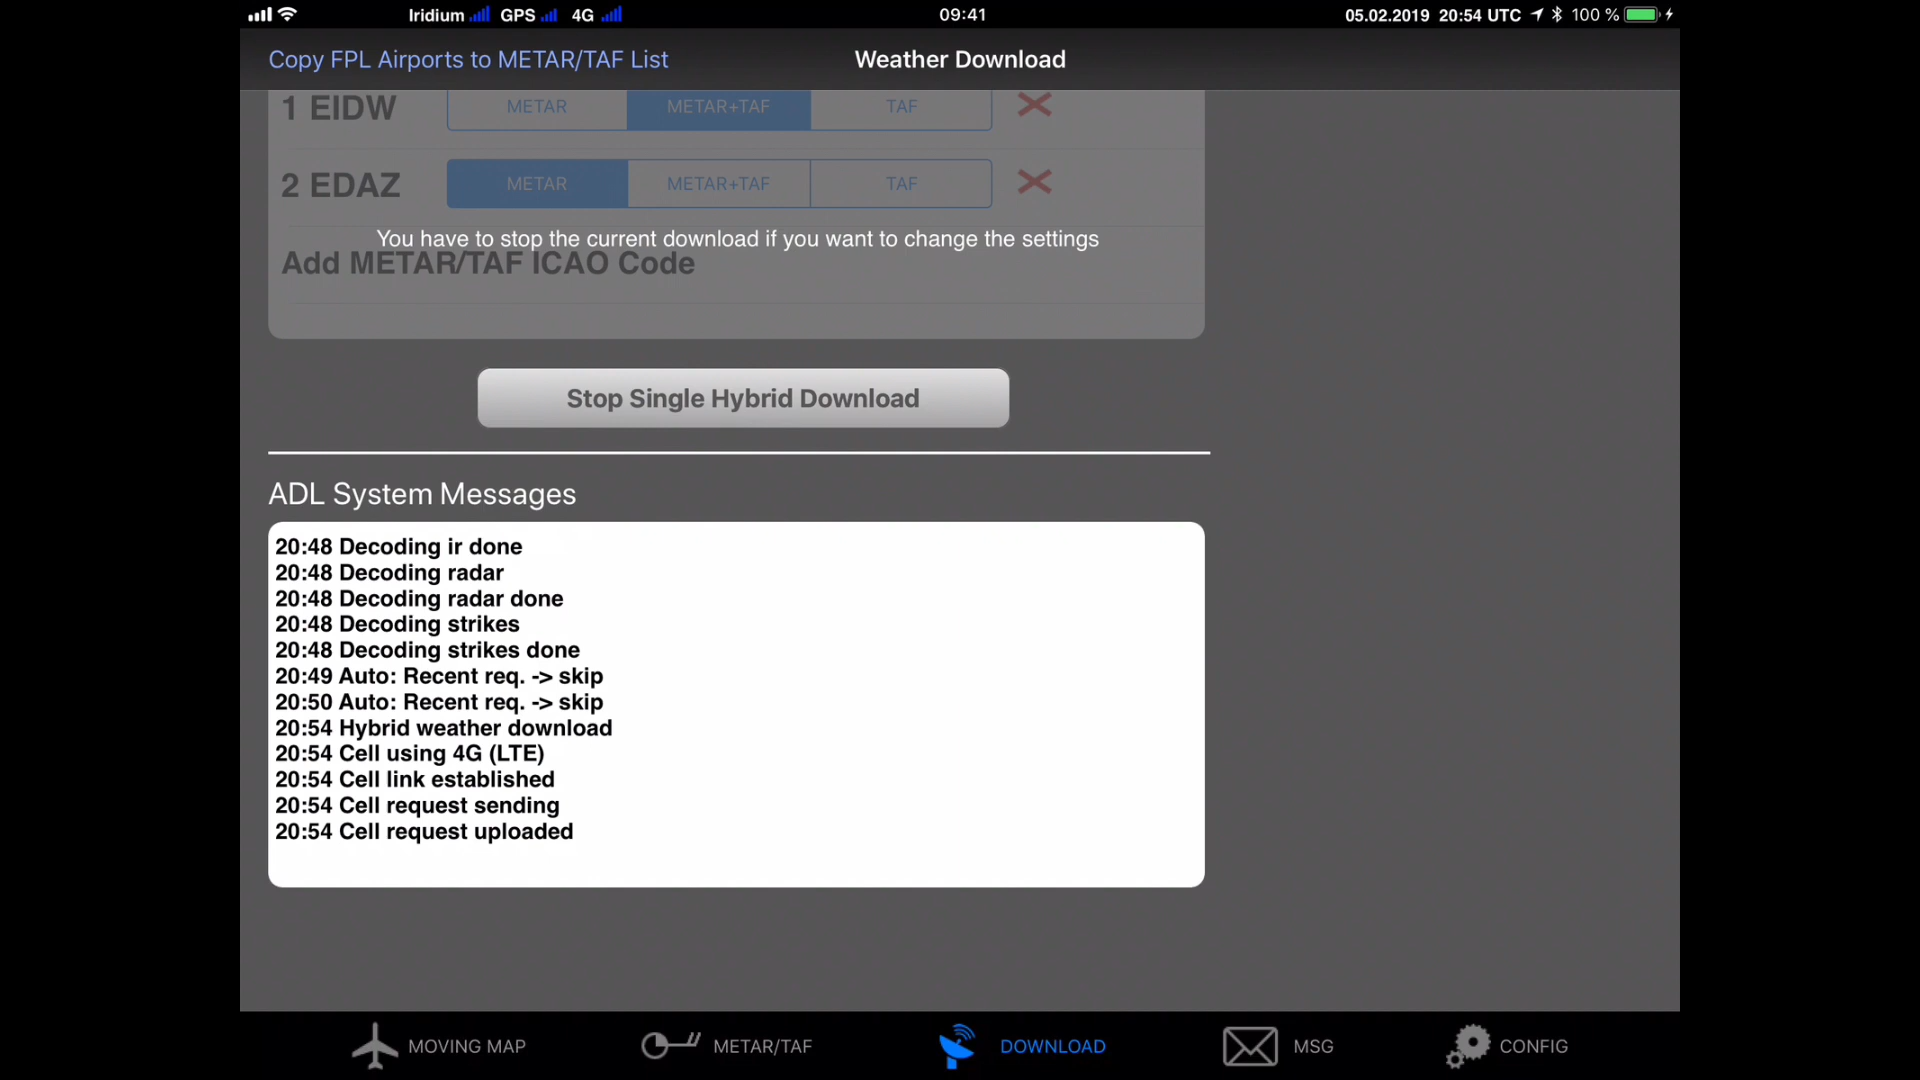 Iridium GPS 4G 09:41 05.02.2019 20:54 UTC 100 %
Copy FPL Airports to METAR/TAF List Weather Download
1 EIDW METAR METAR+TAF TAF
2 EDAZ METAR METAR+TAF TAF
You have to stop the current download if you want to change the settings
Add METAR/TAF ICAO Code
Stop Single Hybrid Download
ADL System Messages
20:48 Decoding ir done
20:48 Decoding radar
20:48 Decoding radar done
20:48 Decoding strikes
20:48 Decoding strikes done
20:49 Auto: Recent req. -> skip
20:50 Auto: Recent req. -> skip
20:54 Hybrid weather download
20:54 Cell using 4G (LTE)
20:54 Cell link established
20:54 Cell request sending
20:54 Cell request uploaded
MOVING MAP METAR/TAF DOWNLOAD MSG CONFIG